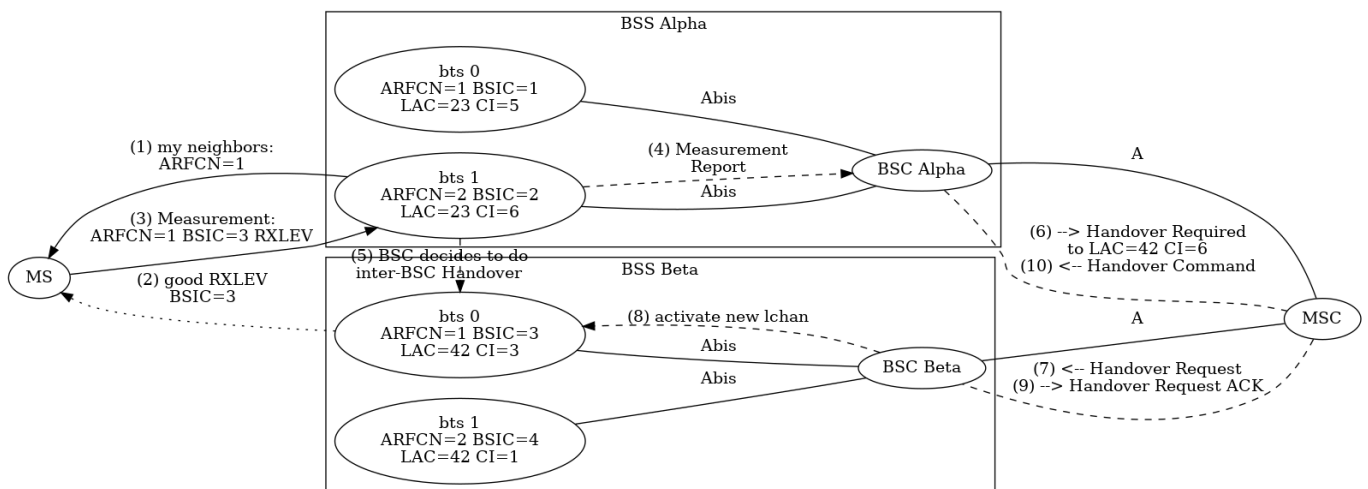 BSS Alpha
bts 0
ARFCN=1 BSIC=1
LAC=23 CI=5
Abis
(1) my neighbors:
ARFCN=1
(4) Measurement
Report
BSC Alpha
A
bts 1
ARFCN=2 BSIC=2
LAC=23 CI=6
Abis
(3) Measurement:
ARFCN=1 BSIC=3 RXLEV
(6) --> Handover Required
to LAC=42 CI=6
(10) <-- Handover Command
(5) BSC decides to do
inter-BSC Handover
BSS Beta
MS
(2) good RXLEV
BSIC=3
bts 0
ARFCN=1 BSIC=3
LAC=42 CI=3
(8) activate new lchan
A
MSC
Abis
BSC Beta
(7) <-- Handover Request
(9) --> Handover Request ACK
Abis
bts 1
ARFCN=2 BSIC=4
LAC=42 CI=1